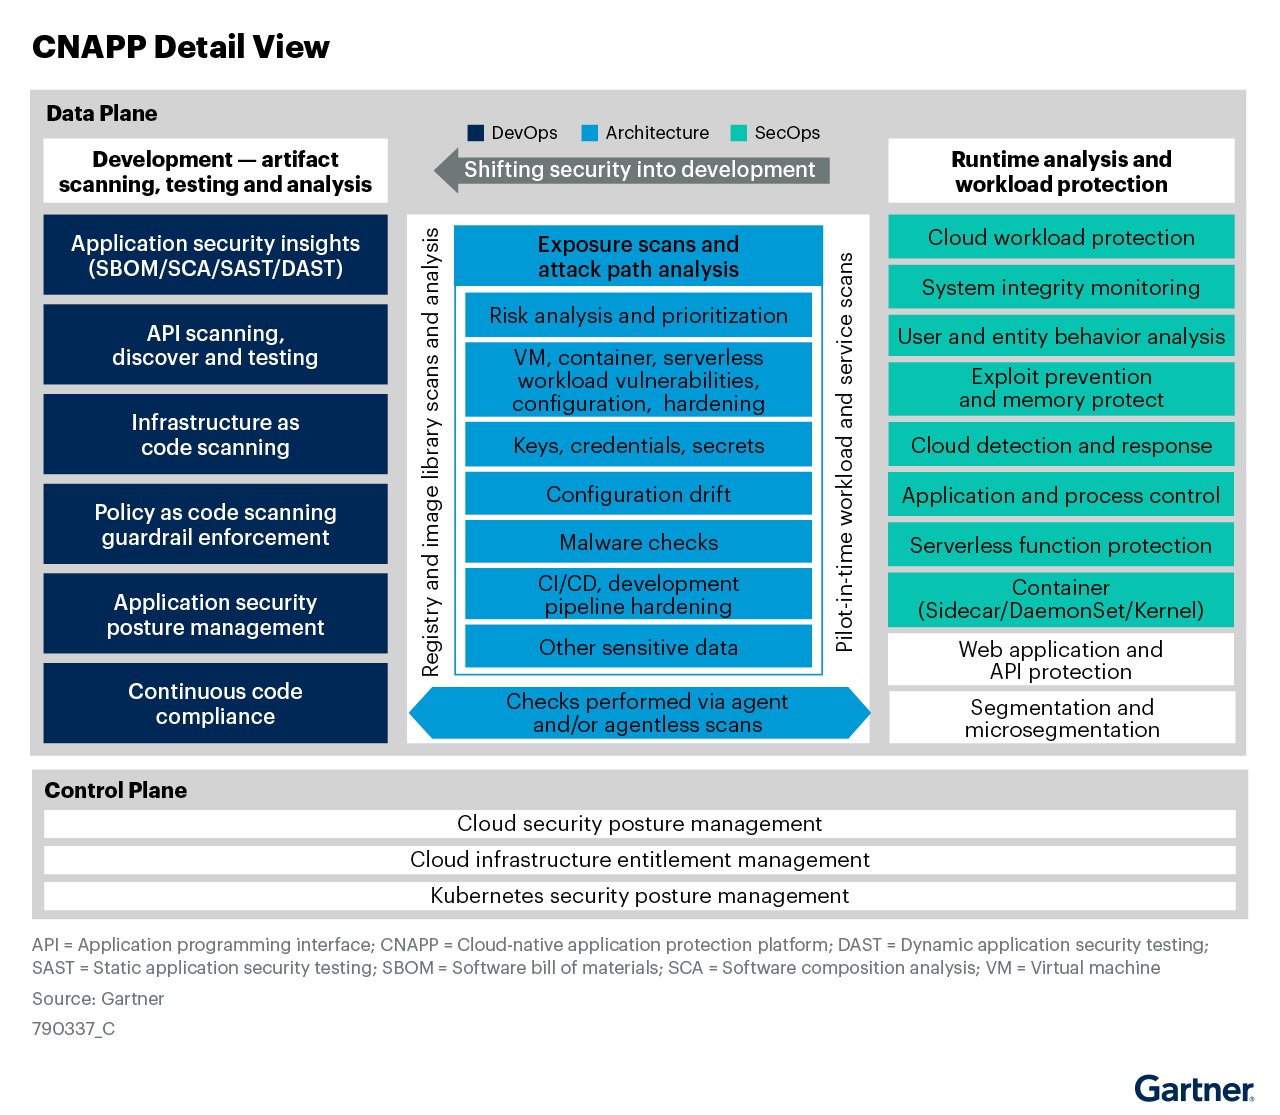 CNAPP Detail View
Data Plane
DevOps
Architecture
SecOps
Shifting security into development
Development — artifact
scanning, testing and analysis
Application security insights
(SBOM/SCA/SAST/DAST)
API scanning,
discover and testing
Infrastructure as
code scanning
Policy as code scanning
guardrail enforcement
Application security
posture management
Continuous code
compliance
Registry and image library scans and analysis
Exposure scans and
attack path analysis
Risk analysis and prioritization
VM, container, serverless
workload vulnerabilities,
configuration, hardening
Keys, credentials, secrets
Configuration drift
Malware checks
CI/CD, development
pipeline hardening
Other sensitive data
Pilot-in-time workload and service scans
Checks performed via agent
and/or agentless scans
Runtime analysis and
workload protection
Cloud workload protection
System integrity monitoring
User and entity behavior analysis
Exploit prevention
and memory protect
Cloud detection and response
Application and process control
Serverless function protection
Container
(Sidecar/DaemonSet/Kernel)
Web application and
API protection
Segmentation and
microsegmentation
Control Plane
Cloud security posture management
Cloud infrastructure entitlement management
Kubernetes security posture management
API = Application programming interface; CNAPP = Cloud-native application protection platform; DAST = Dynamic application security testing;
SAST = Static application security testing; SBOM = Software bill of materials; SCA = Software composition analysis; VM = Virtual machine
Source: Gartner
790337_C
Gartner®